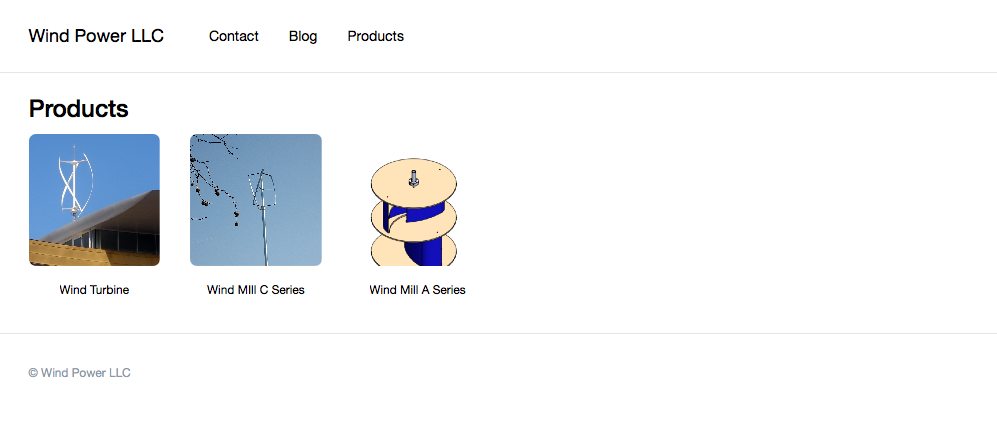 Wind Power LLC
Contact Blog Products
Products
Wind Turbine
Wind MIll C Series
Wind Mill A Series
© Wind Power LLC